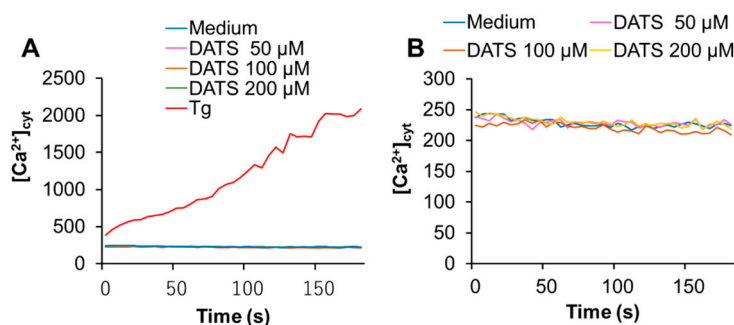 A
Medium
DATS 50 µM
DATS 100 µM
DATS 200 µM
Tg
[Ca²⁺]cyt
2500
2000
1500
1000
500
0
0 50 100 150
Time (s)
B
Medium DATS 50 µM
DATS 100 µM DATS 200 µM
[Ca²⁺]cyt
300
250
200
150
100
50
0
0 50 100 150
Time (s)